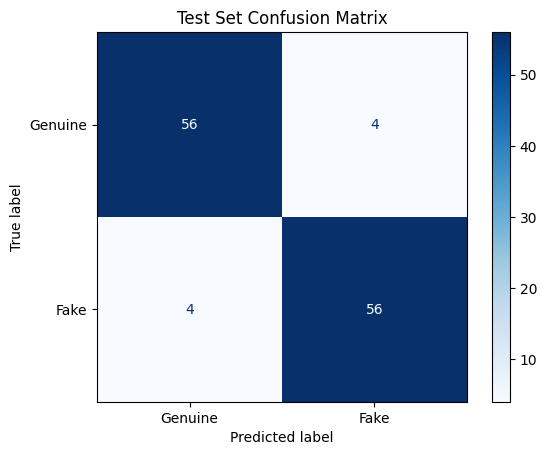 Test Set Confusion Matrix
Genuine
56
4
50
40
30
20
10
True label
Fake
4
56
Genuine
Fake
Predicted label